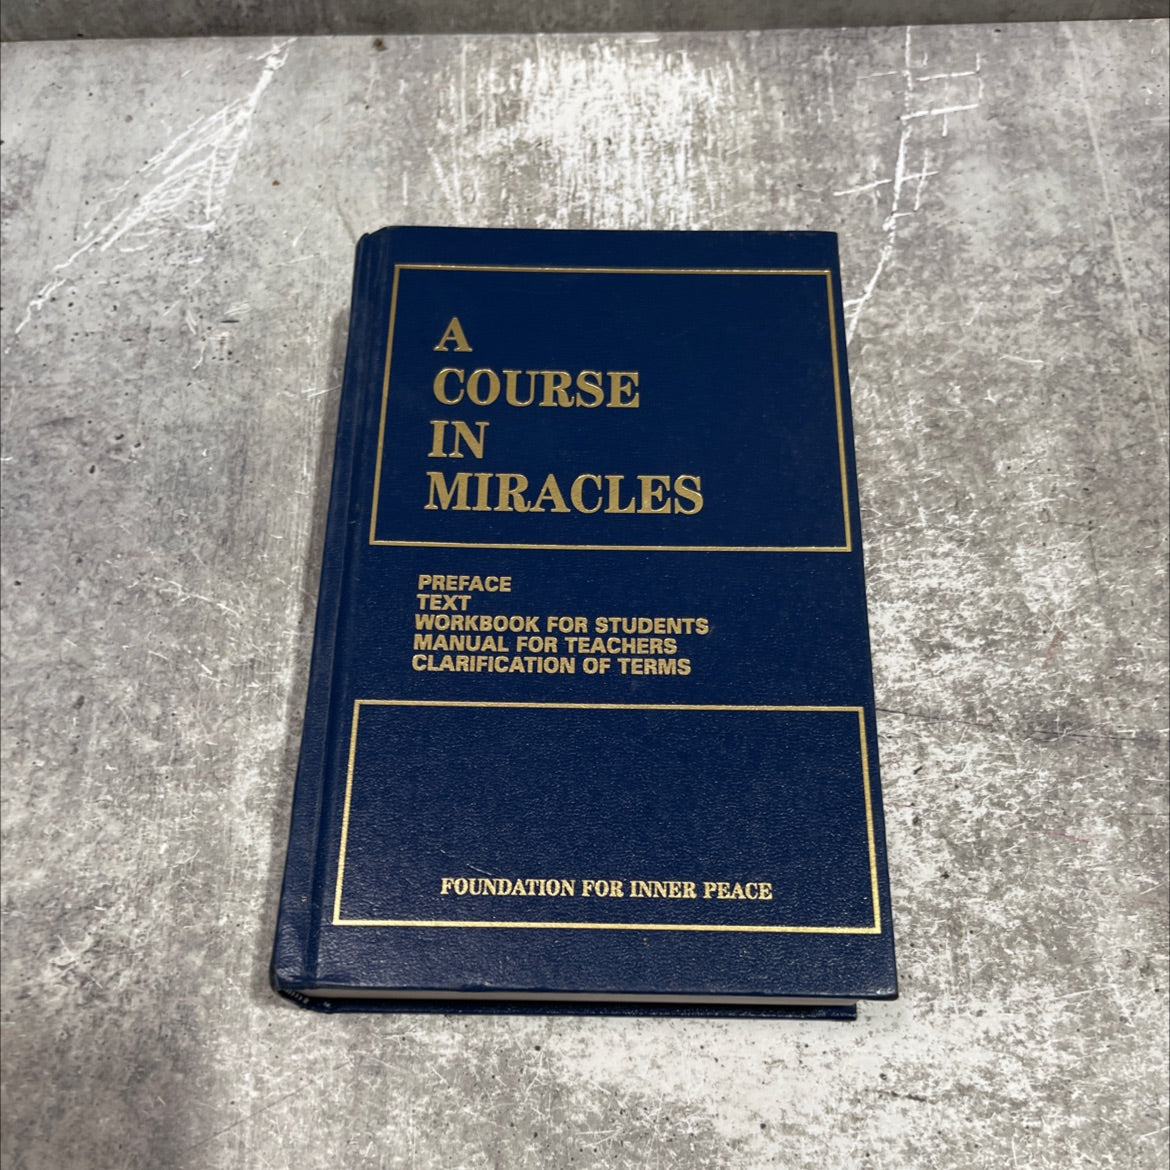 A
COURSE
IN
MIRACLES
PREFACE
TEXT
WORKBOOK FOR STUDENTS
MANUAL FOR TEACHERS
CLARIFICATION OF TERMS
FOUNDATION FOR INNER PEACE